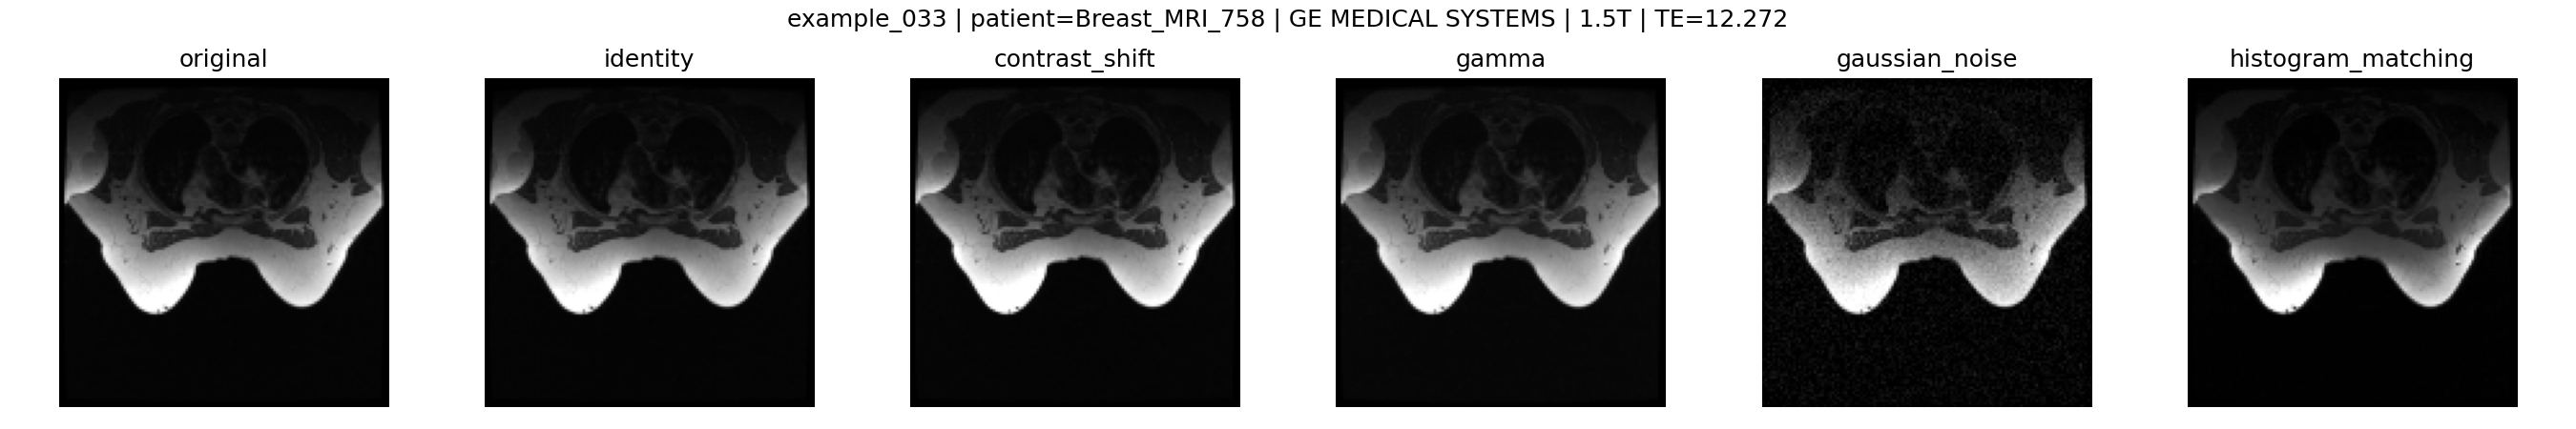 example_033 | patient=Breast_MRI_758 | GE MEDICAL SYSTEMS | 1.5T | TE=12.272
original identity contrast_shift gamma gaussian_noise histogram_matching